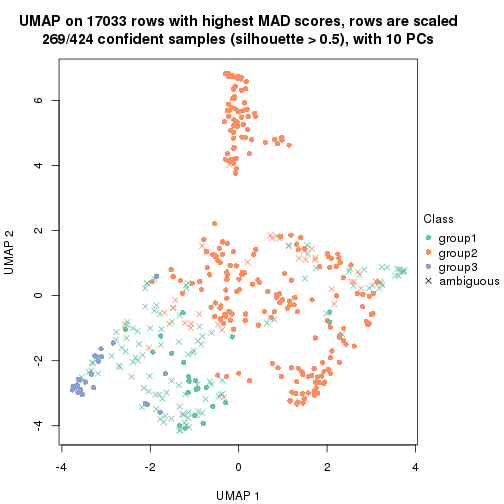 UMAP on 17033 rows with highest MAD scores, rows are scaled
269/424 confident samples (silhouette > 0.5), with 10 PCs
6
4
2
0
-2
-4
UMAP 2
-4
-2
0
2
4
UMAP 1
Class
group1
group2
group3
ambiguous